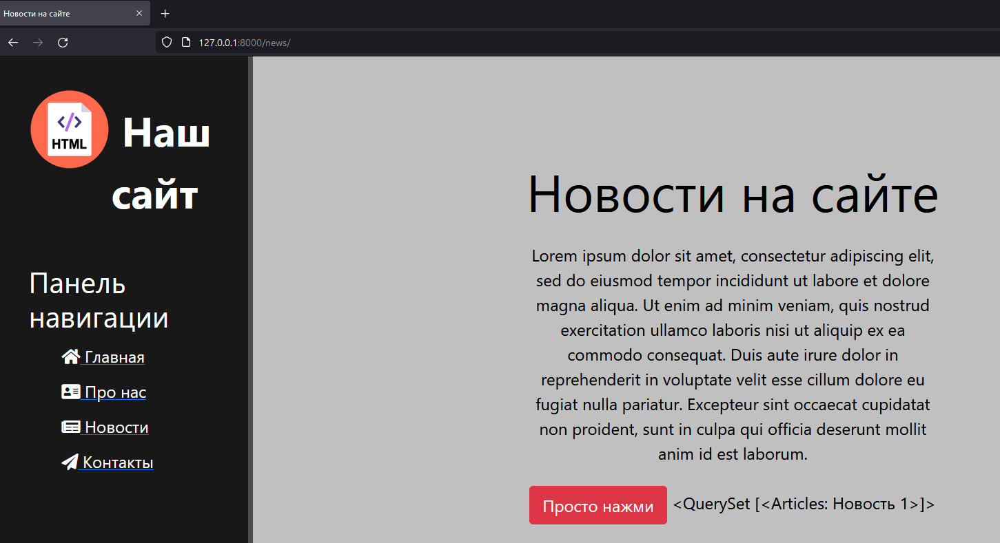 Новости на сайте
127.0.0.1:8000/news/
</>
HTML
Наш
сайт
Панель
навигации
Главная
Про нас
Новости
Контакты
Новости на сайте
Lorem ipsum dolor sit amet, consectetur adipiscing elit,
sed do eiusmod tempor incididunt ut labore et dolore
magna aliqua. Ut enim ad minim veniam, quis nostrud
exercitation ullamco laboris nisi ut aliquip ex ea
commodo consequat. Duis aute irure dolor in
reprehenderit in voluptate velit esse cillum dolore eu
fugiat nulla pariatur. Excepteur sint occaecat cupidatat
non proident, sunt in culpa qui officia deserunt mollit
anim id est laborum.
Просто нажми <QuerySet [<Articles: Новость 1>]>